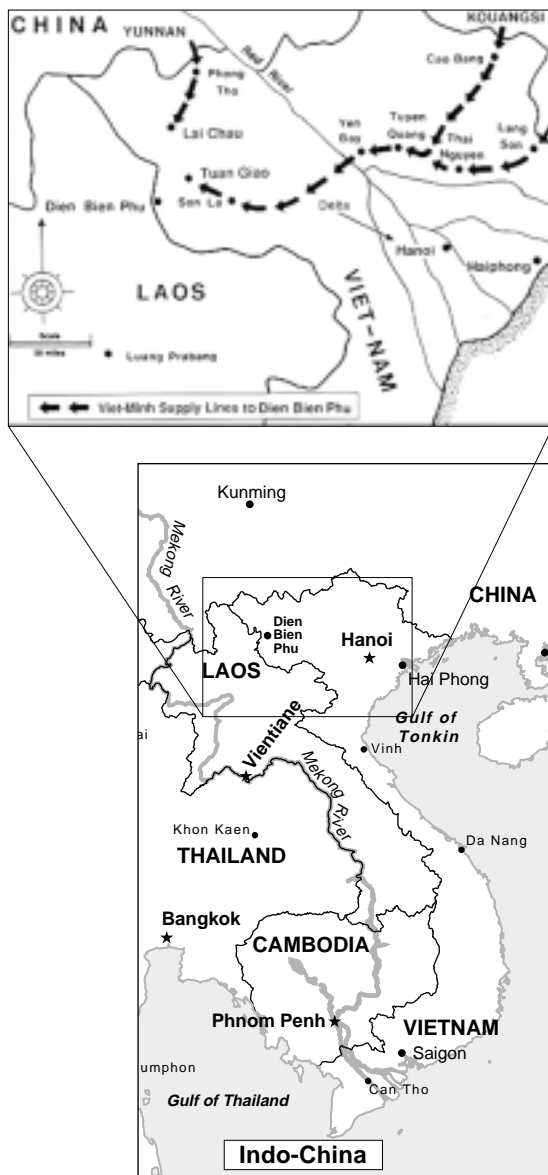 CHINA
YUNNAN
KOUANGSI
Phong
Tho
Red River
Cao Bang
Lai Chau
Yen
Bay
Tuyen
Quang
Thai
Nguyen
Lang
Son
Tuan Giao
Dien Bien Phu
Son La
Delta
Hanoi
Haiphong
LAOS
VIET-NAM
Scale
Luang Prabang
Viet-Minh Supply Lines to Dien Bien Phu
Kunming
Mekong
River
CHINA
Dien
Bien
Phu
Hanoi
LAOS
Hai Phong
Gulf of
Tonkin
Vientiane
ai
Vinh
Mekong
River
Khon Kaen
THAILAND
Da Nang
Bangkok
CAMBODIA
Phnom Penh
VIETNAM
Saigon
umphon
Can Tho
Gulf of Thailand
Indo-China